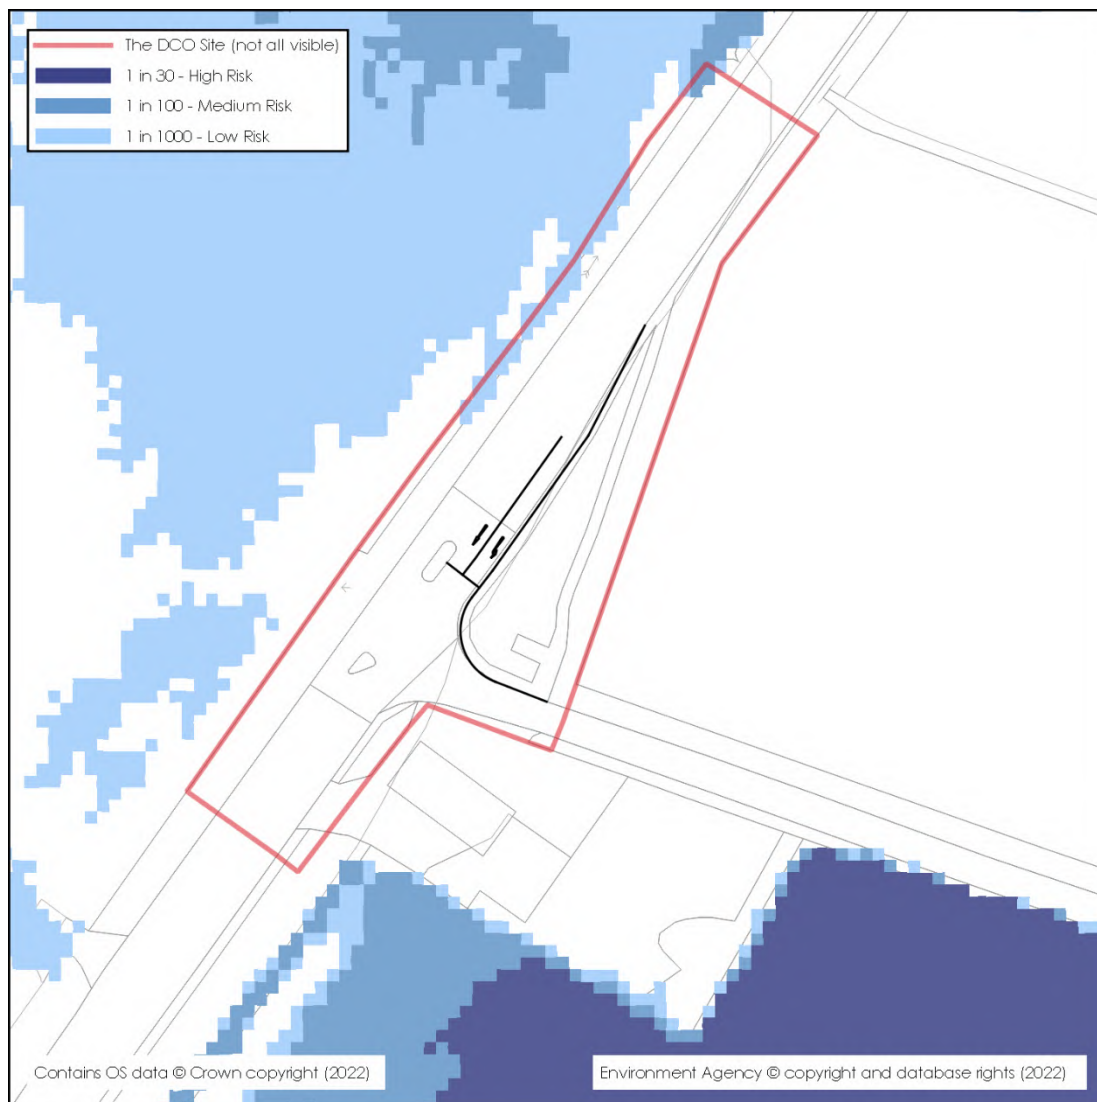 The DCO Site (not all visible)
1 in 30 - High Risk
1 in 100 - Medium Risk
1 in 1000 - Low Risk
Contains OS data © Crown copyright (2022)
Environment Agency © copyright and database rights (2022)